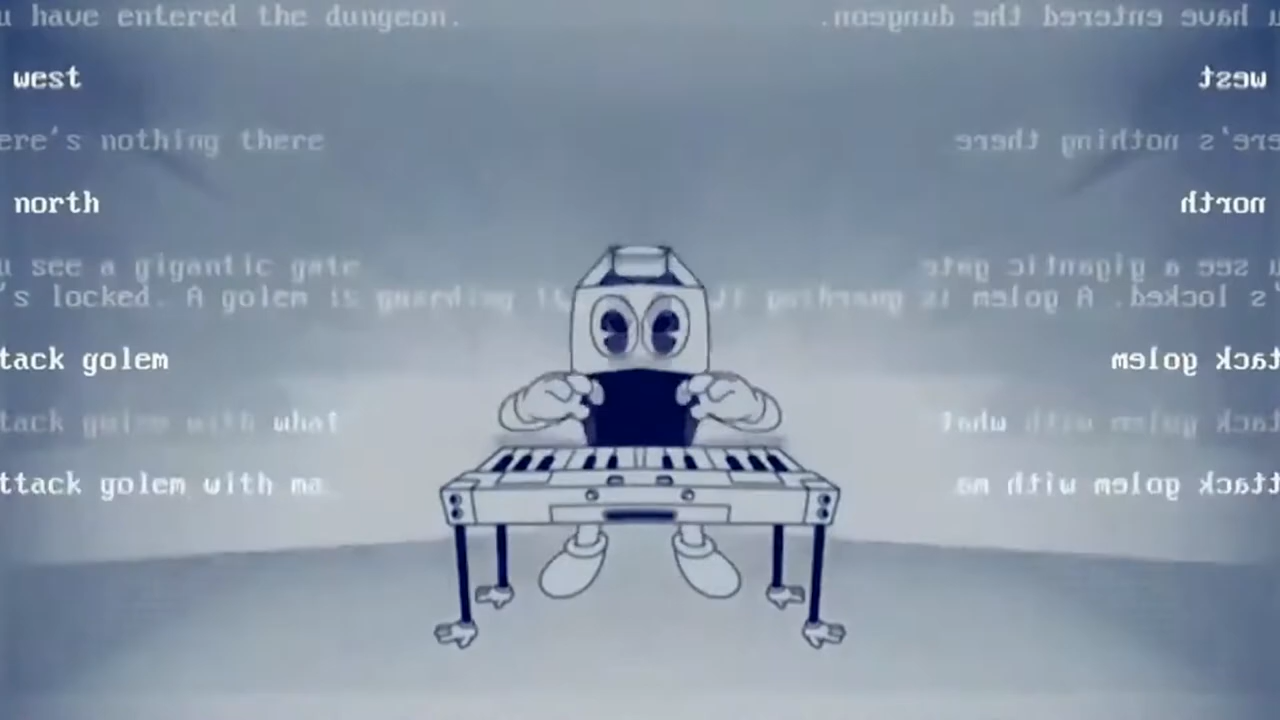 u have entered the dungeon.
west
ere's nothing there
north
u see a gigantic gate
's locked. A golem is guarding
tack golem
tack golem with what
ttack golem with ma